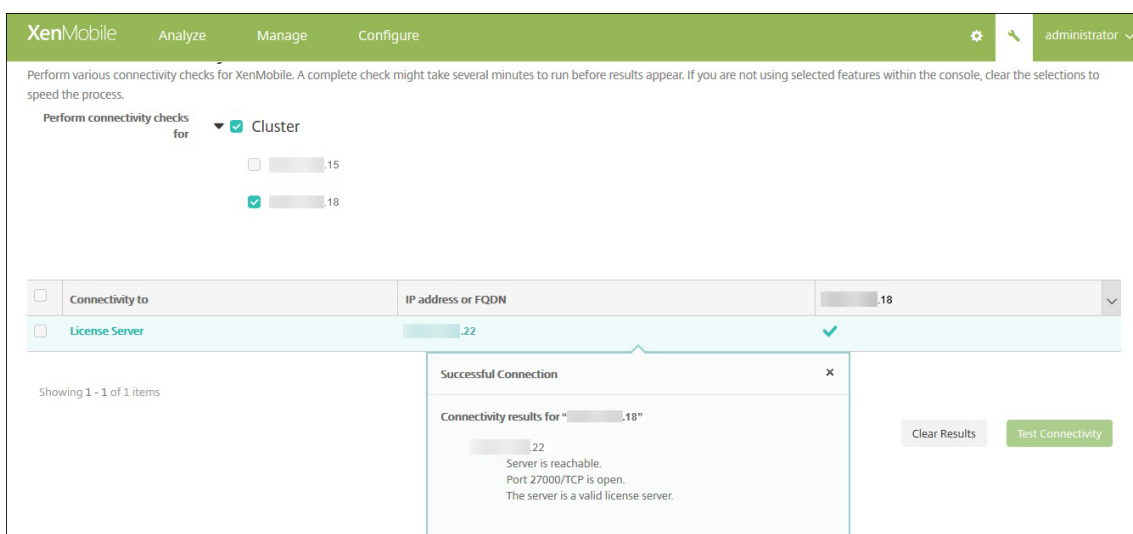 XenMobile Analyze Manage Configure administrator
Perform various connectivity checks for XenMobile. A complete check might take several minutes to run before results appear. If you are not using selected features within the console, clear the selections to
speed the process.
Perform connectivity checks
for
Cluster
.15
.18
Connectivity to IP address or FQDN .18
License Server .22
Successful Connection ×
Showing 1 - 1 of 1 items
Connectivity results for “ .18”
Clear Results Test Connectivity
.22
Server is reachable.
Port 27000/TCP is open.
The server is a valid license server.